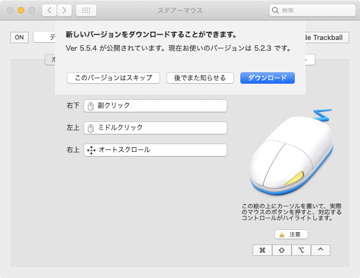 ステアーマウス
検索
新しいバージョンをダウンロードすることができます。
Ver 5.5.4 が公開されています。現在お使いのバージョンは 5.2.3 です。
このバージョンはスキップ
後でまた知らせる
ダウンロード
ON
Trackball
右下
副クリック
左上
ミドルクリック
右上
オートスクロール
この絵の上にカーソルを置いて、実際
のマウスのボタンを押すと、対応する
コントロールがハイライトします。
注意
⌘ ⇧ ⌥ ^